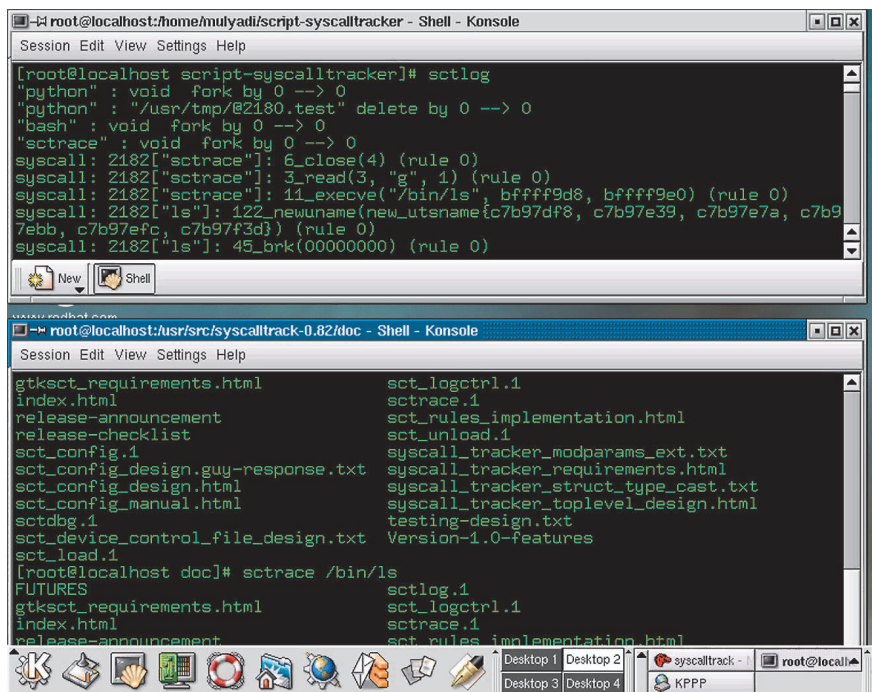 root@localhost:/home/mulyadi/script-syscalltracker - Shell - Konsole
Session Edit View Settings Help
[root@localhost script-syscalltracker]# sctlog
"python" : void  fork by 0 --> 0
"python" : "/usr/tmp/@2180.test" delete by 0 --> 0
"bash" : void  fork by 0 --> 0
"sctrace" : void  fork by 0 --> 0
syscall: 2182["sctrace"]: 6_close(4) (rule 0)
syscall: 2182["sctrace"]: 3_read(3, "g", 1) (rule 0)
syscall: 2182["sctrace"]: 11_execve("/bin/ls", bffff9d8, bffff9e0) (rule 0)
syscall: 2182["ls"]: 122_newuname(new_utsname{c7b97df8, c7b97e39, c7b97e7a, c7b9
7ebb, c7b97efc, c7b97f3d}) (rule 0)
syscall: 2182["ls"]: 45_brk(00000000) (rule 0)
New Shell
www.redhat.com
root@localhost:/usr/src/syscalltrack-0.82/doc - Shell - Konsole
Session Edit View Settings Help
gtksct_requirements.html sct_logctrl.1
index.html sctrace.1
release-announcement sct_rules_implementation.html
release-checklist sct_unload.1
sct_config.1 syscall_tracker_modparams_ext.txt
sct_config_design.guy-response.txt syscall_tracker_requirements.html
sct_config_design.html syscall_tracker_struct_type_cast.txt
sct_config_manual.html syscall_tracker_toplevel_design.html
sctdbg.1 testing-design.txt
sct_device_control_file_design.txt Version-1.0-features
sct_load.1
[root@localhost doc]# sctrace /bin/ls
FUTURES sctlog.1
gtksct_requirements.html sct_logctrl.1
index.html sctrace.1
release-announcement sct_rules_implementation.html
Desktop 1 Desktop 2 syscalltrack - root@localh
Desktop 3 Desktop 4 KPPP